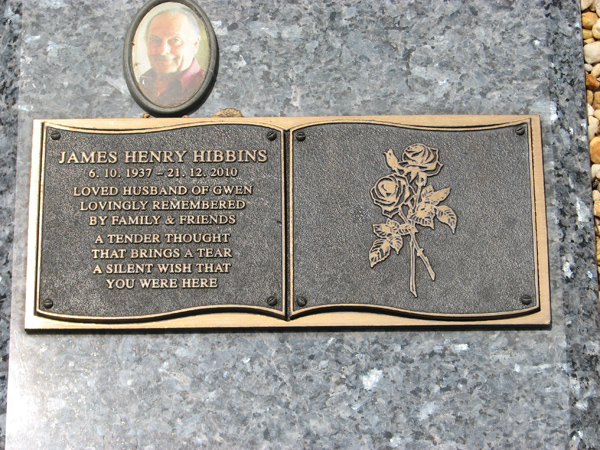 JAMES HENRY HIBBINS
6. 10. 1937 – 21. 12. 2010
LOVED HUSBAND OF GWEN
LOVINGLY REMEMBERED
BY FAMILY & FRIENDS
A TENDER THOUGHT
THAT BRINGS A TEAR
A SILENT WISH THAT
YOU WERE HERE